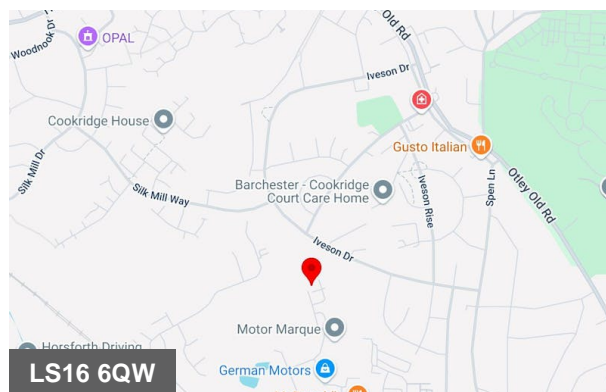 Woodnook Dr
OPAL
Otley Old Rd
Iveson Dr
Cookridge House
Gusto Italian
Silk Mill Dr
Silk Mill Way
Barchester - Cookridge
Court Care Home
Iveson Rise
Spen Ln
Otley Old Rd
Iveson Dr
Motor Marque
Horsforth Driving
German Motors
LS16 6QW